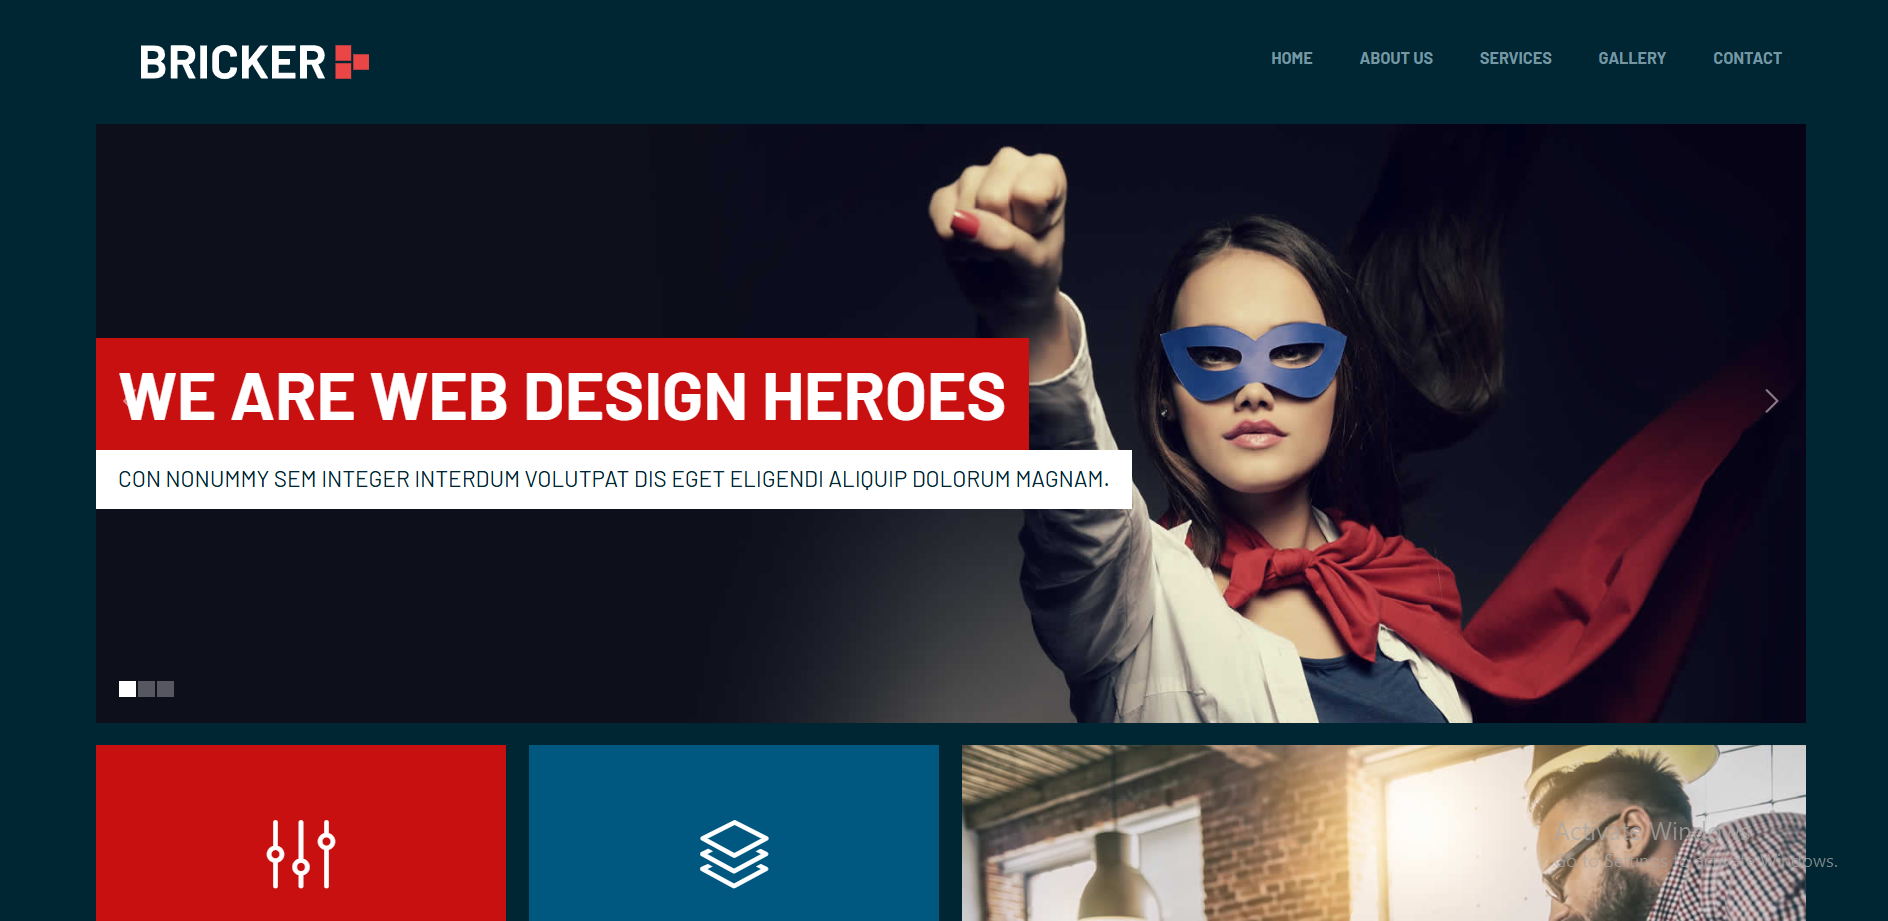 BRICKER
HOME ABOUT US SERVICES GALLERY CONTACT
WE ARE WEB DESIGN HEROES
CON NONUMMY SEM INTEGER INTERDUM VOLUTPAT DIS EGET ELIGENDI ALIQUIP DOLORUM MAGNAM.
Activate Windows
Go to Settings to activate Windows.